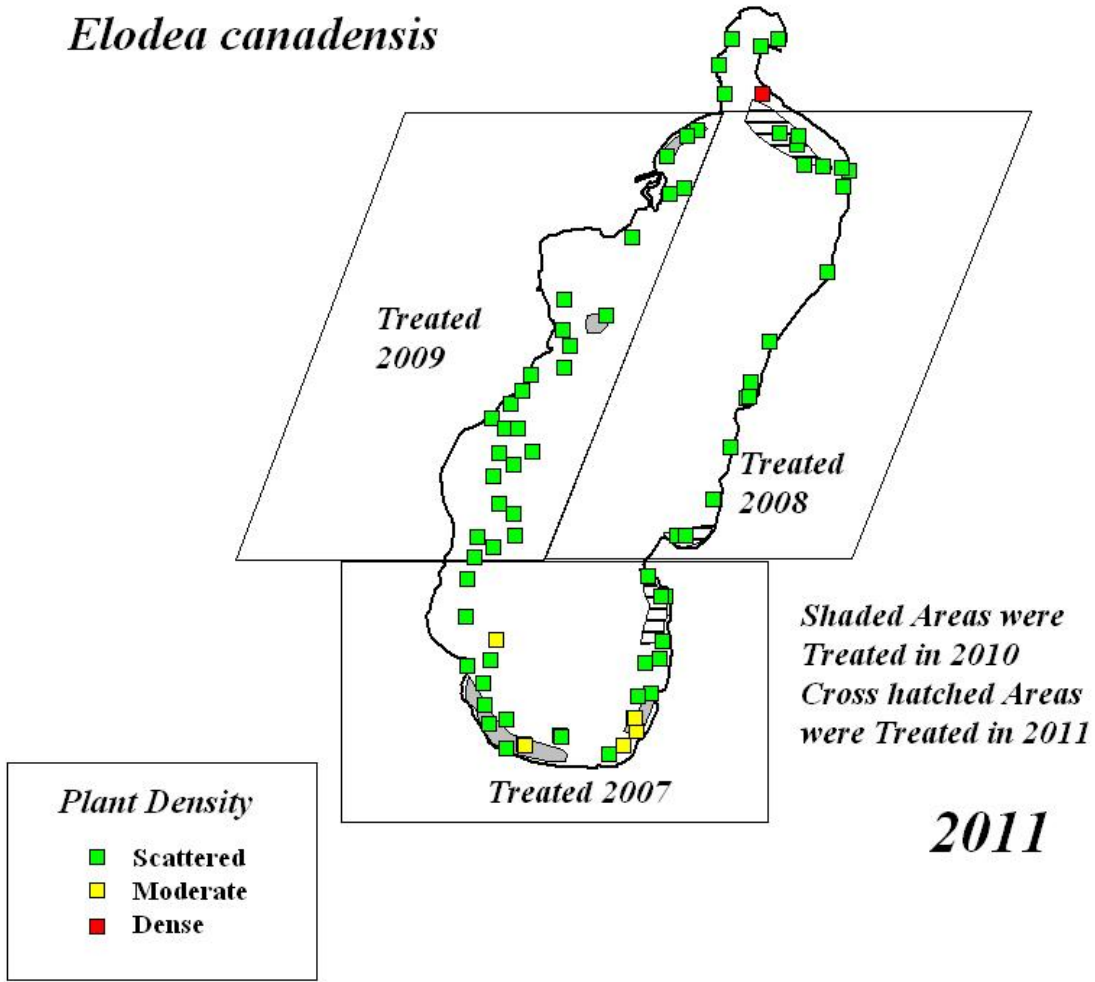 Elodea canadensis
Treated
2009
Treated
2008
Shaded Areas were
Treated in 2010
Cross hatched Areas
were Treated in 2011
Treated 2007
2011
Plant Density
Scattered
Moderate
Dense